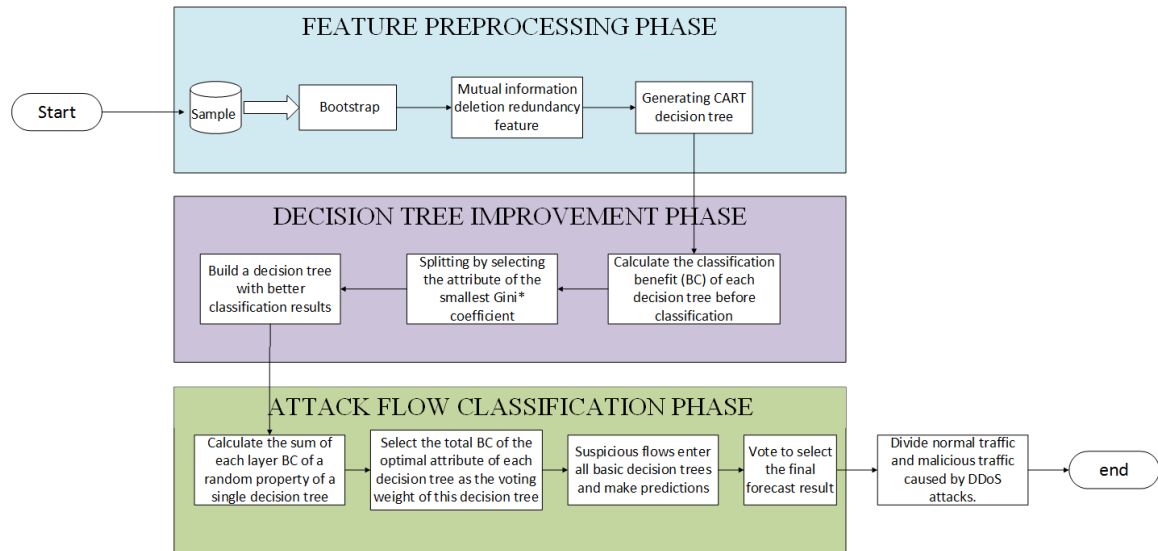 FEATURE PREPROCESSING PHASE
Start
Sample
Bootstrap
Mutual information
deletion redundancy
feature
Generating CART
decision tree
DECISION TREE IMPROVEMENT PHASE
Calculate the classification
benefit (BC) of each
decision tree before
classification
Splitting by selecting
the attribute of the
smallest Gini*
coefficient
Build a decision tree
with better
classification results
ATTACK FLOW CLASSIFICATION PHASE
Calculate the sum of
each layer BC of a
random property of a
single decision tree
Select the total BC of the
optimal attribute of each
decision tree as the voting
weight of this decision tree
Suspicious flows enter
all basic decision trees
and make predictions
Vote to select
the final
forecast result
Divide normal traffic
and malicious traffic
caused by DDoS
attacks.
end